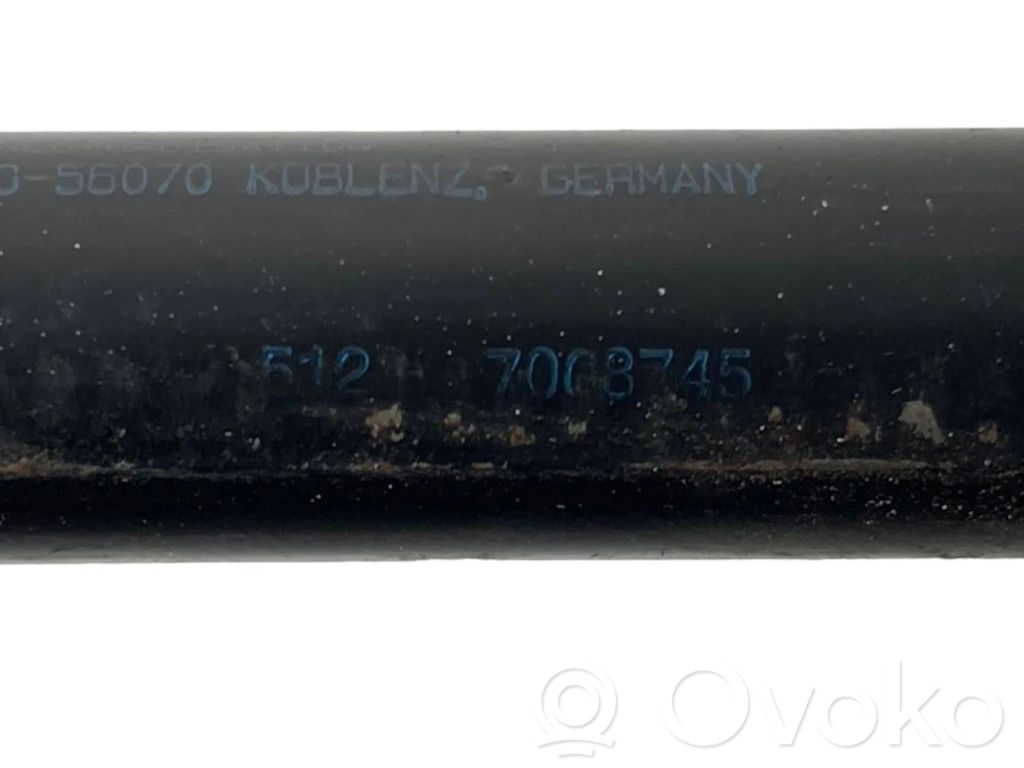 D-56070 KOBLENZ, GERMANY
512 7008745
Ovoko